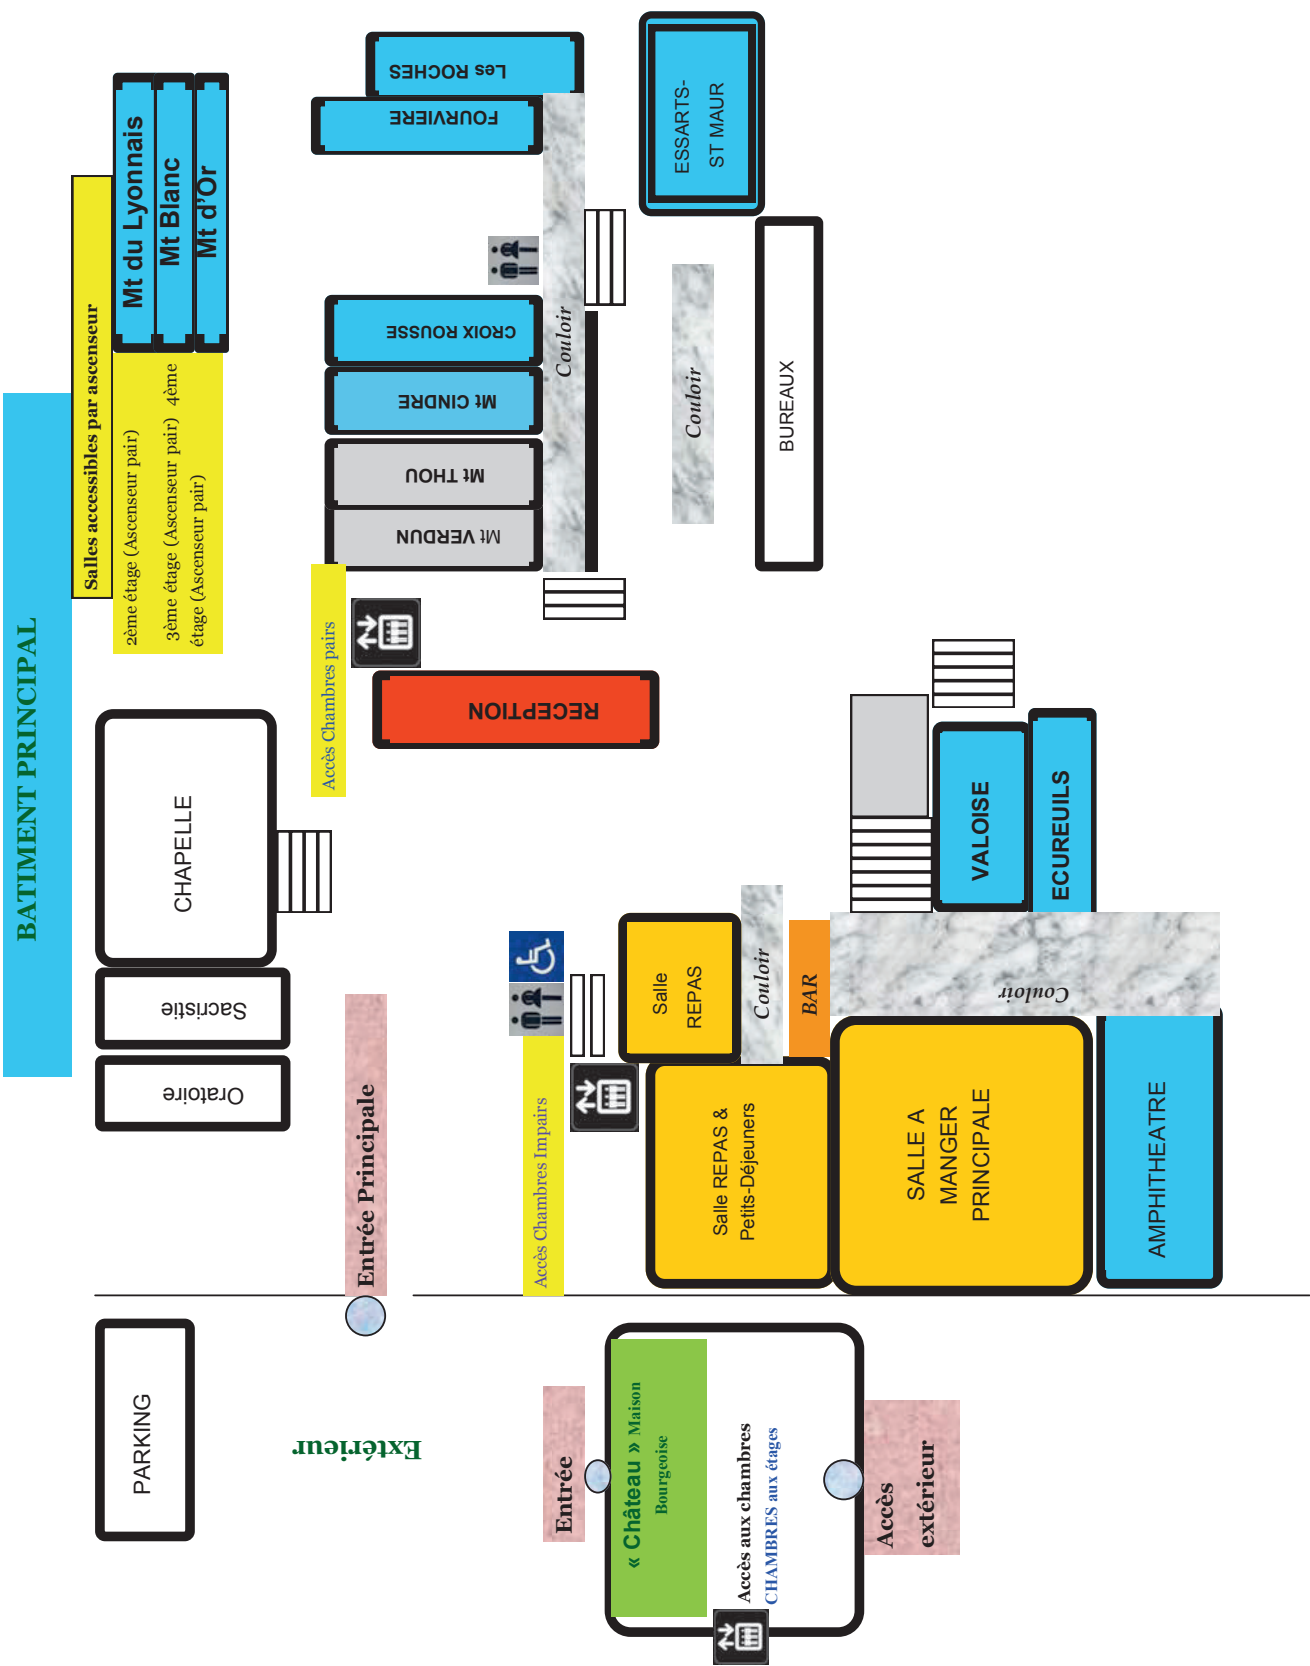 BATIMENT PRINCIPAL
Salles accessibles par ascenseur
2ème étage (Ascenseur pair)
3ème étage (Ascenseur pair) 4ème
étage (Ascenseur pair)
Mt du Lyonnais
Mt Blanc
Mt d'Or
CHAPELLE
Sacristie
Oratoire
PARKING
Extérieur
Entrée Principale
Accès Chambres pairs
RECEPTION
Mt VERDUN
Mt THOU
Mt CINDRE
CROIX ROUSSE
FOURVIERE
Les ROCHES
Couloir
ESSARTS-
ST MAUR
Couloir
BUREAUX
Accès Chambres Impairs
Salle
REPAS
Couloir
BAR
Salle REPAS &
Petits-Déjeuners
SALLE A
MANGER
PRINCIPALE
Couloir
VALOISE
ECUREUILS
AMPHITHEATRE
Entrée
« Château » Maison
Bourgeoise
Accès aux chambres
CHAMBRES aux étages
Accès
extérieur